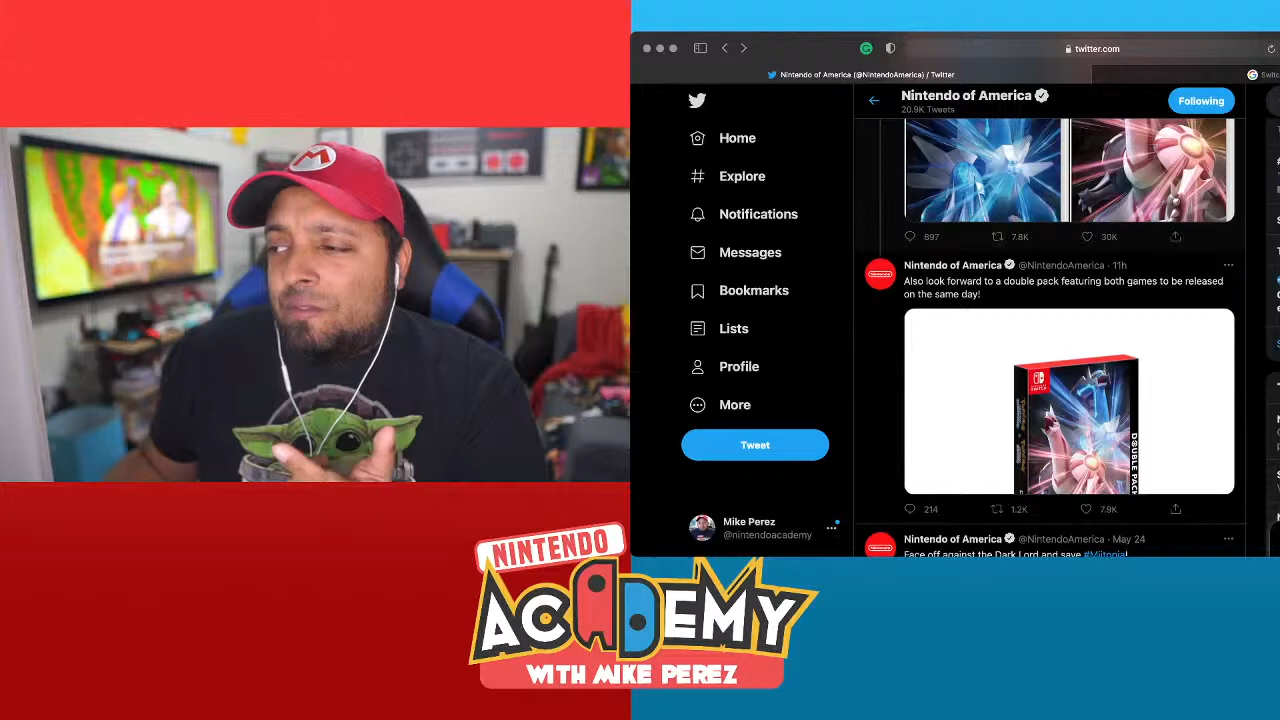 M
twitter.com
Nintendo of America (@NintendoAmerica) / Twitter
Switc
Nintendo of America
20.9K Tweets
Following
Home
Explore
Notifications
Messages
Bookmarks
Lists
Profile
More
Tweet
Mike Perez
@nintendoacademy
897
7.8K
30K
Nintendo of America @NintendoAmerica · 11h
Also look forward to a double pack featuring both games to be released
on the same day!
DOUBLE PACK
214
1.2K
7.9K
Nintendo of America @NintendoAmerica · May 24
Face off against the Dark Lord and save #Miitopia!
NINTENDO
ACADEMY
WITH MIKE PEREZ